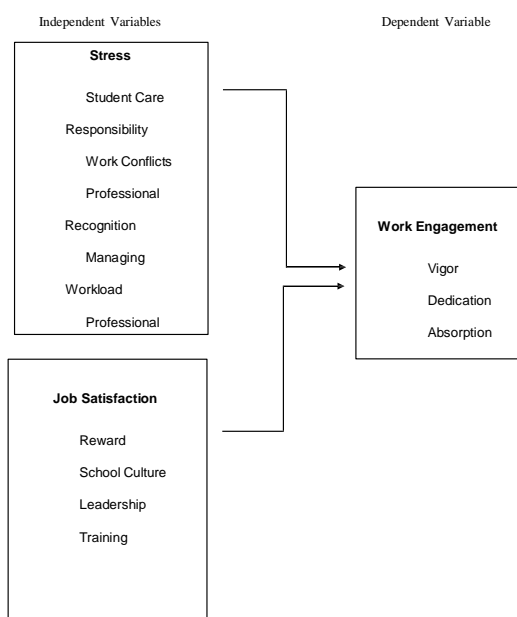 Independent Variables
Dependent Variable
Stress
Student Care
Responsibility
Work Conflicts
Professional
Recognition
Managing
Workload
Professional
Work Engagement
Vigor
Dedication
Absorption
Job Satisfaction
Reward
School Culture
Leadership
Training